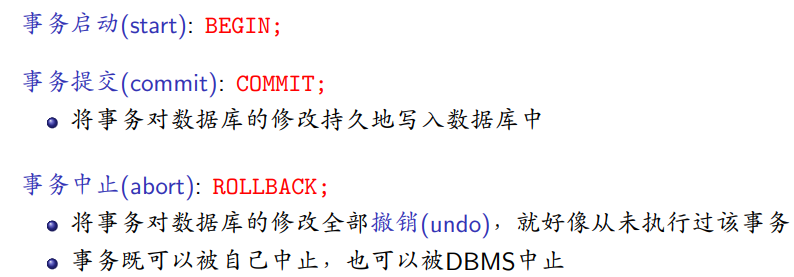 事务启动(start): BEGIN;
事务提交(commit): COMMIT;
将事务对数据库的修改持久地写入数据库中
事务中止(abort): ROLLBACK;
将事务对数据库的修改全部撤销(undo)，就好像从未执行过该事务
事务既可以被自己中止，也可以被DBMS中止